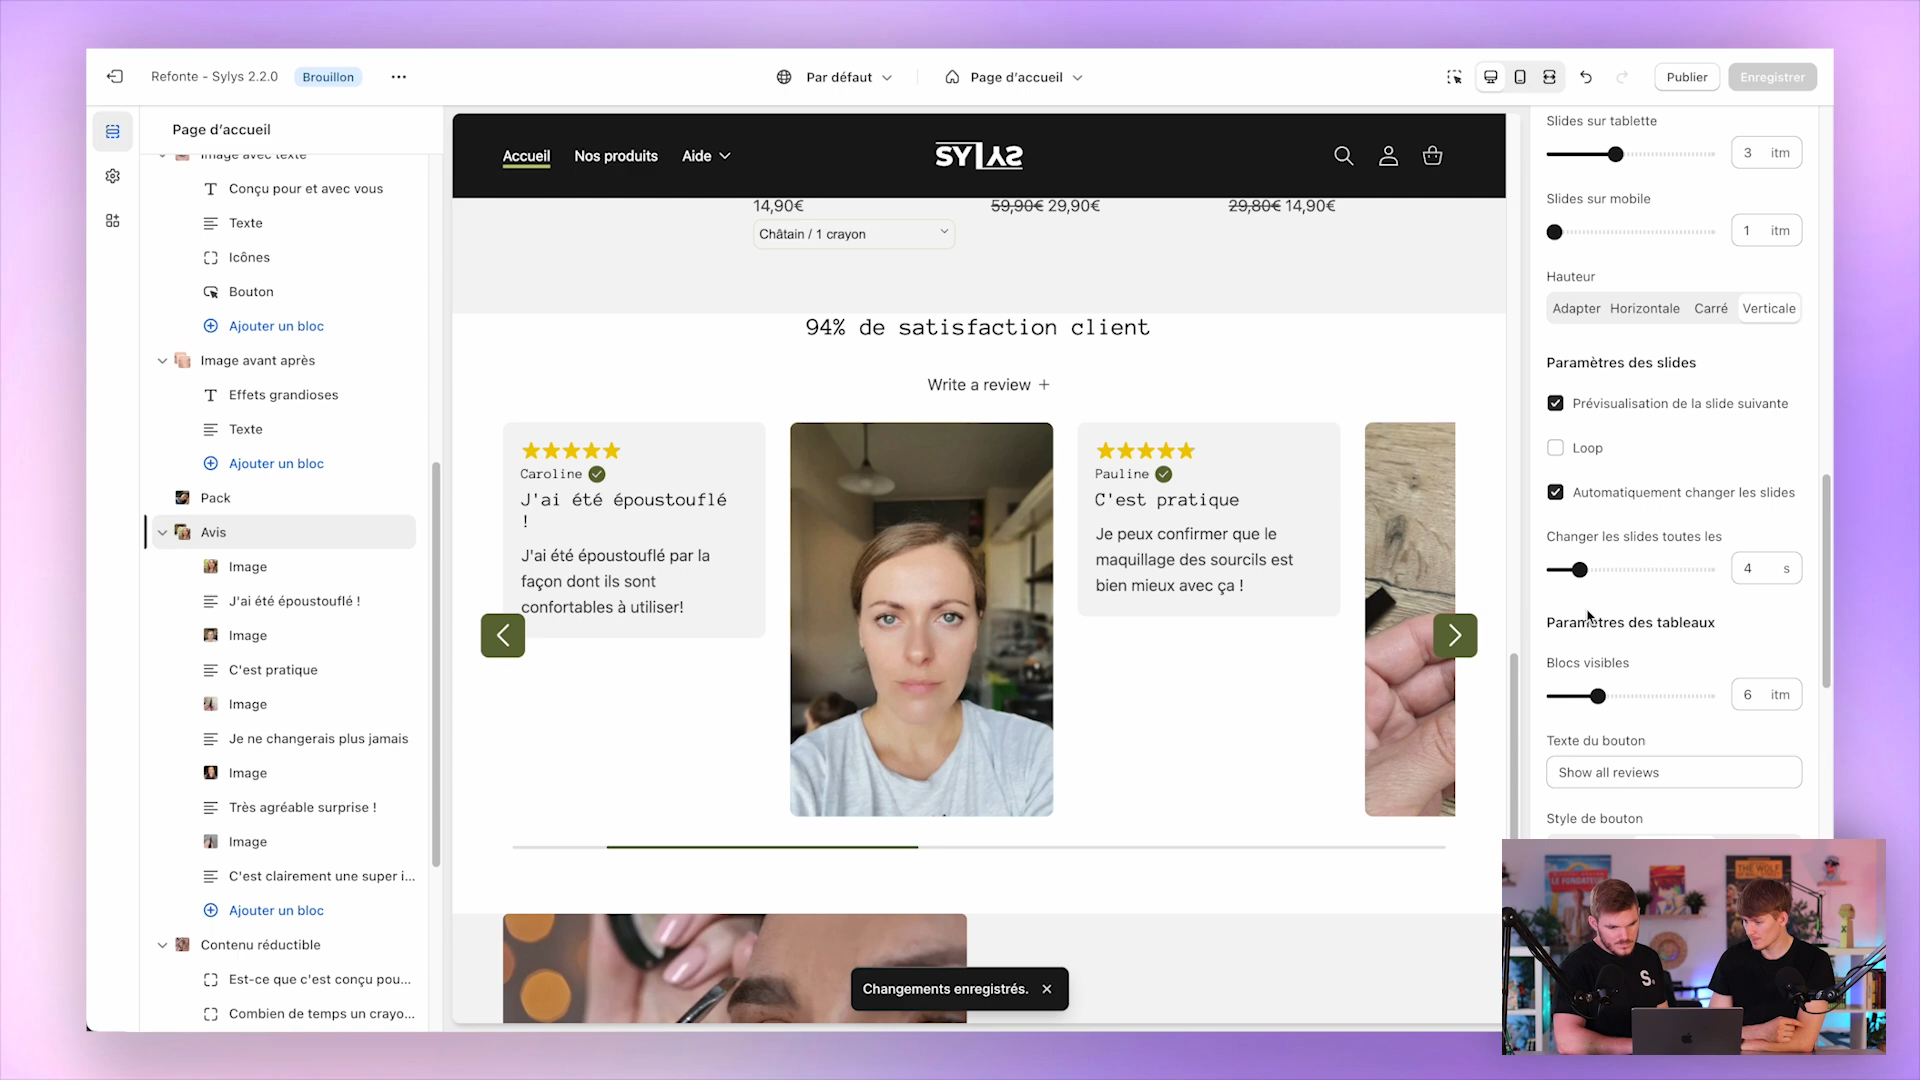 Refonte - Sylys 2.2.0
Brouillon
Par défaut
Page d'accueil
Publier
Enregistrer
Page d'accueil
Image avec texte
Conçu pour et avec vous
Texte
Icônes
Bouton
Ajouter un bloc
Image avant après
Effets grandioses
Texte
Ajouter un bloc
Pack
Avis
Image
J'ai été époustouflé !
Image
C'est pratique
Image
Je ne changerais plus jamais
Image
Très agréable surprise !
Image
C'est clairement une super i...
Ajouter un bloc
Contenu réductible
Est-ce que c'est conçu pou...
Combien de temps un crayo...
Accueil
Nos produits
Aide
SYLYS
14,90€
59,90€ 29,90€
29,80€ 14,90€
Châtain / 1 crayon
94% de satisfaction client
Write a review +
Caroline
J'ai été époustouflé
!
J'ai été époustouflé par la
façon dont ils sont
confortables à utiliser!
Pauline
C'est pratique
Je peux confirmer que le
maquillage des sourcils est
bien mieux avec ça !
Changements enregistrés.
Slides sur tablette
3 itm
Slides sur mobile
1 itm
Hauteur
Adapter Horizontale Carré Verticale
Paramètres des slides
Prévisualisation de la slide suivante
Loop
Automatiquement changer les slides
Changer les slides toutes les
4 s
Paramètres des tableaux
Blocs visibles
6 itm
Texte du bouton
Show all reviews
Style de bouton
LE FONDATEUR
THE WOLF
S.